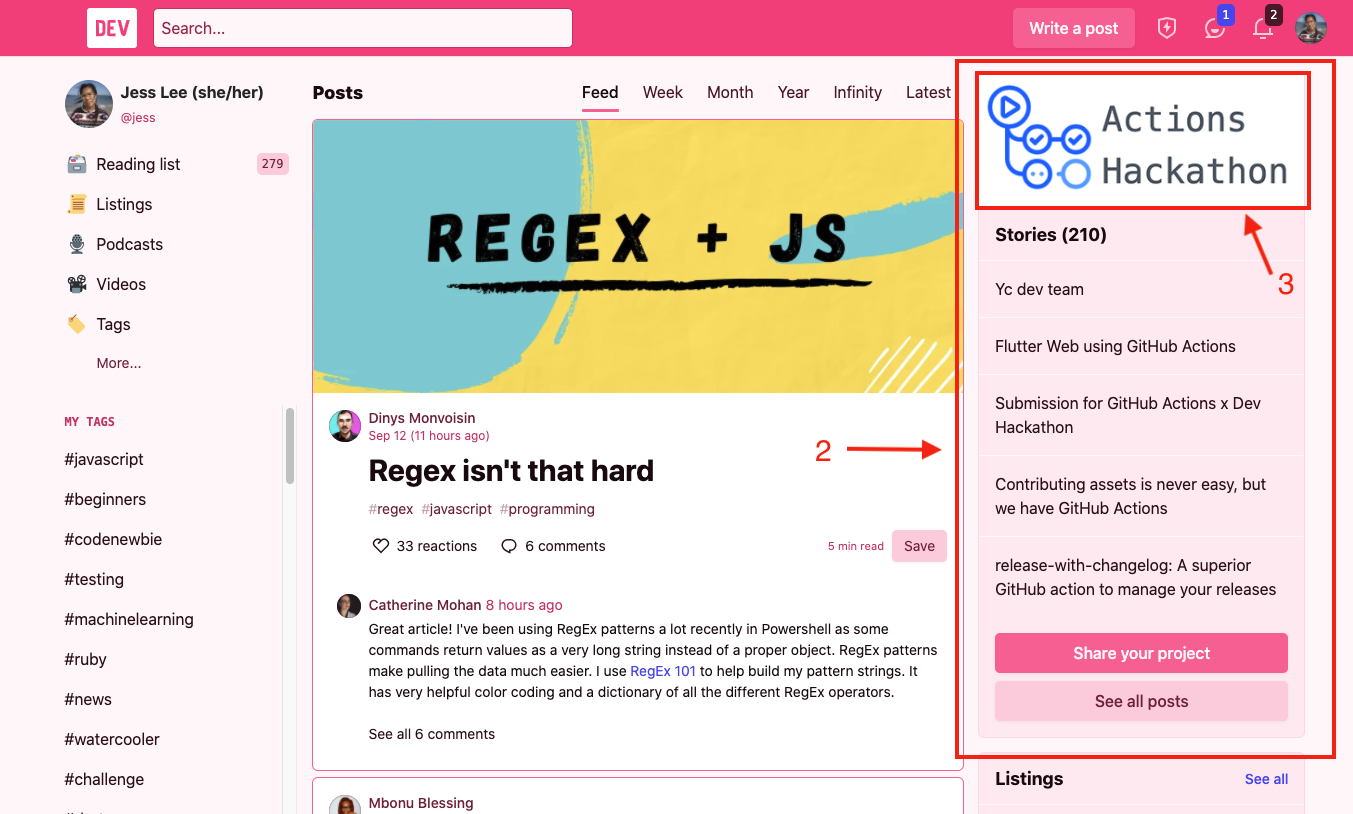 DEV
Search...
Write a post
1
2
Jess Lee (she/her)
@jess
Reading list
279
Listings
Podcasts
Videos
Tags
More...
MY TAGS
#javascript
#beginners
#codenewbie
#testing
#machinelearning
#ruby
#news
#watercooler
#challenge
Posts
Feed
Week
Month
Year
Infinity
Latest
REGEX + JS
Dinys Monvoisin
Sep 12 (11 hours ago)
Regex isn't that hard
#regex #javascript #programming
33 reactions
6 comments
5 min read
Save
Catherine Mohan 8 hours ago
Great article! I've been using RegEx patterns a lot recently in Powershell as some
commands return values as a very long string instead of a proper object. RegEx patterns
make pulling the data much easier. I use RegEx 101 to help build my pattern strings. It
has very helpful color coding and a dictionary of all the different RegEx operators.
See all 6 comments
Mbonu Blessing
2
Actions
Hackathon
3
Stories (210)
Yc dev team
Flutter Web using GitHub Actions
Submission for GitHub Actions x Dev
Hackathon
Contributing assets is never easy, but
we have GitHub Actions
release-with-changelog: A superior
GitHub action to manage your releases
Share your project
See all posts
Listings
See all